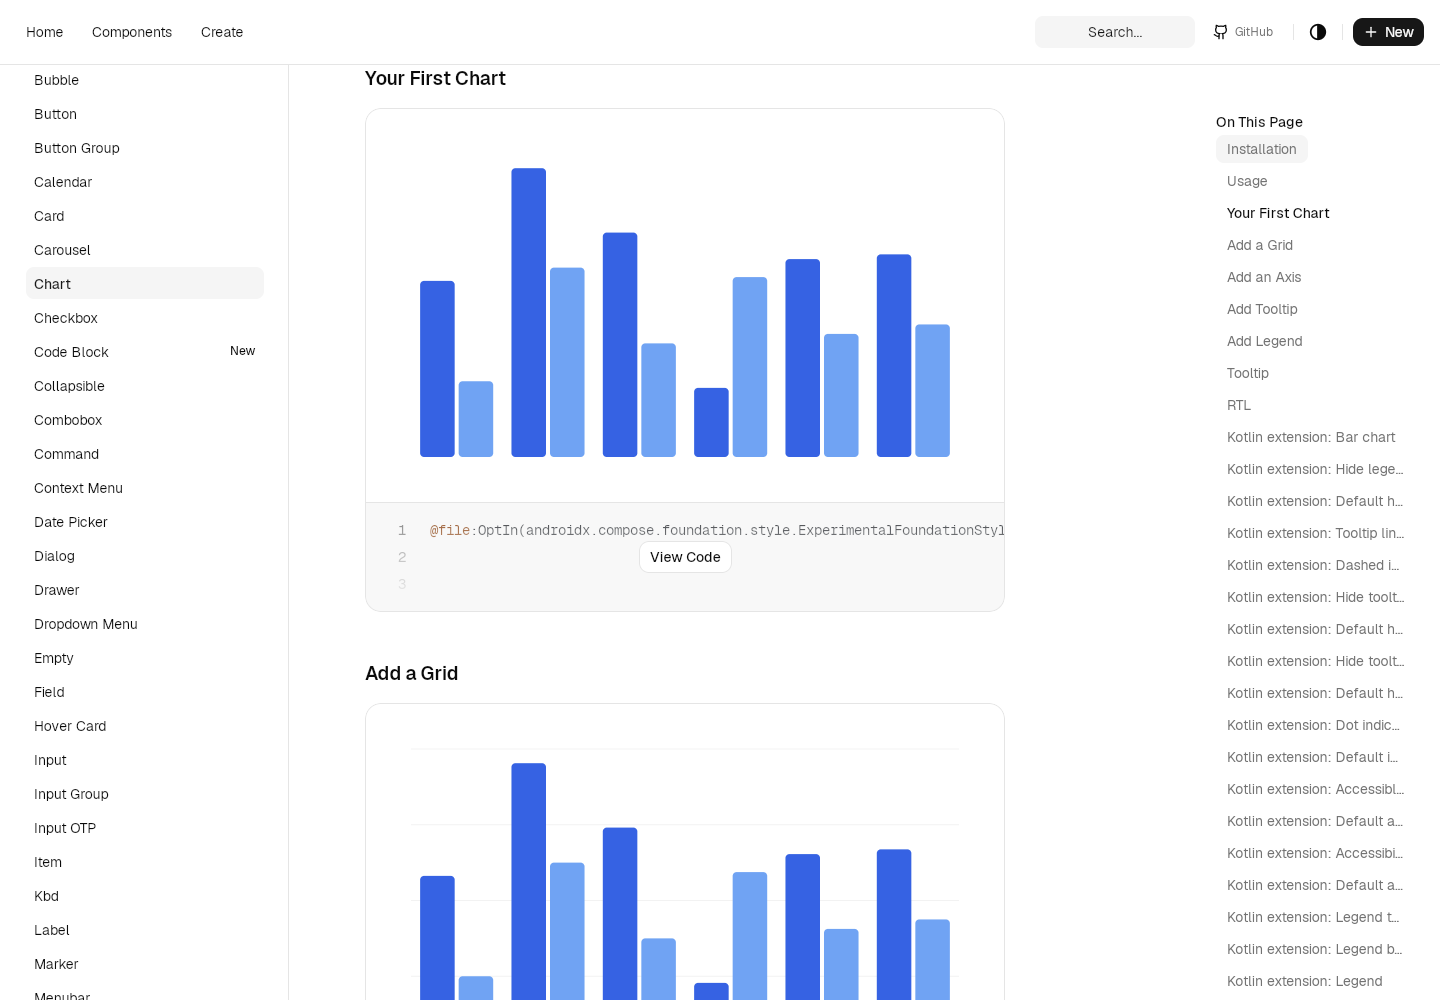 Home
Components
Create
Search...
GitHub
New
Bubble
Button
Button Group
Calendar
Card
Carousel
Chart
Checkbox
Code Block
New
Collapsible
Combobox
Command
Context Menu
Date Picker
Dialog
Drawer
Dropdown Menu
Empty
Field
Hover Card
Input
Input Group
Input OTP
Item
Kbd
Label
Marker
Menubar
Your First Chart
1
@file:OptIn(androidx.compose.foundation.style.ExperimentalFoundationStyl
2
View Code
3
Add a Grid
On This Page
Installation
Usage
Your First Chart
Add a Grid
Add an Axis
Add Tooltip
Add Legend
Tooltip
RTL
Kotlin extension: Bar chart
Kotlin extension: Hide lege...
Kotlin extension: Default h...
Kotlin extension: Tooltip lin...
Kotlin extension: Dashed i...
Kotlin extension: Hide toolt...
Kotlin extension: Default h...
Kotlin extension: Hide toolt...
Kotlin extension: Default h...
Kotlin extension: Dot indic...
Kotlin extension: Default i...
Kotlin extension: Accessibl...
Kotlin extension: Default a...
Kotlin extension: Accessibi...
Kotlin extension: Default a...
Kotlin extension: Legend t...
Kotlin extension: Legend b...
Kotlin extension: Legend